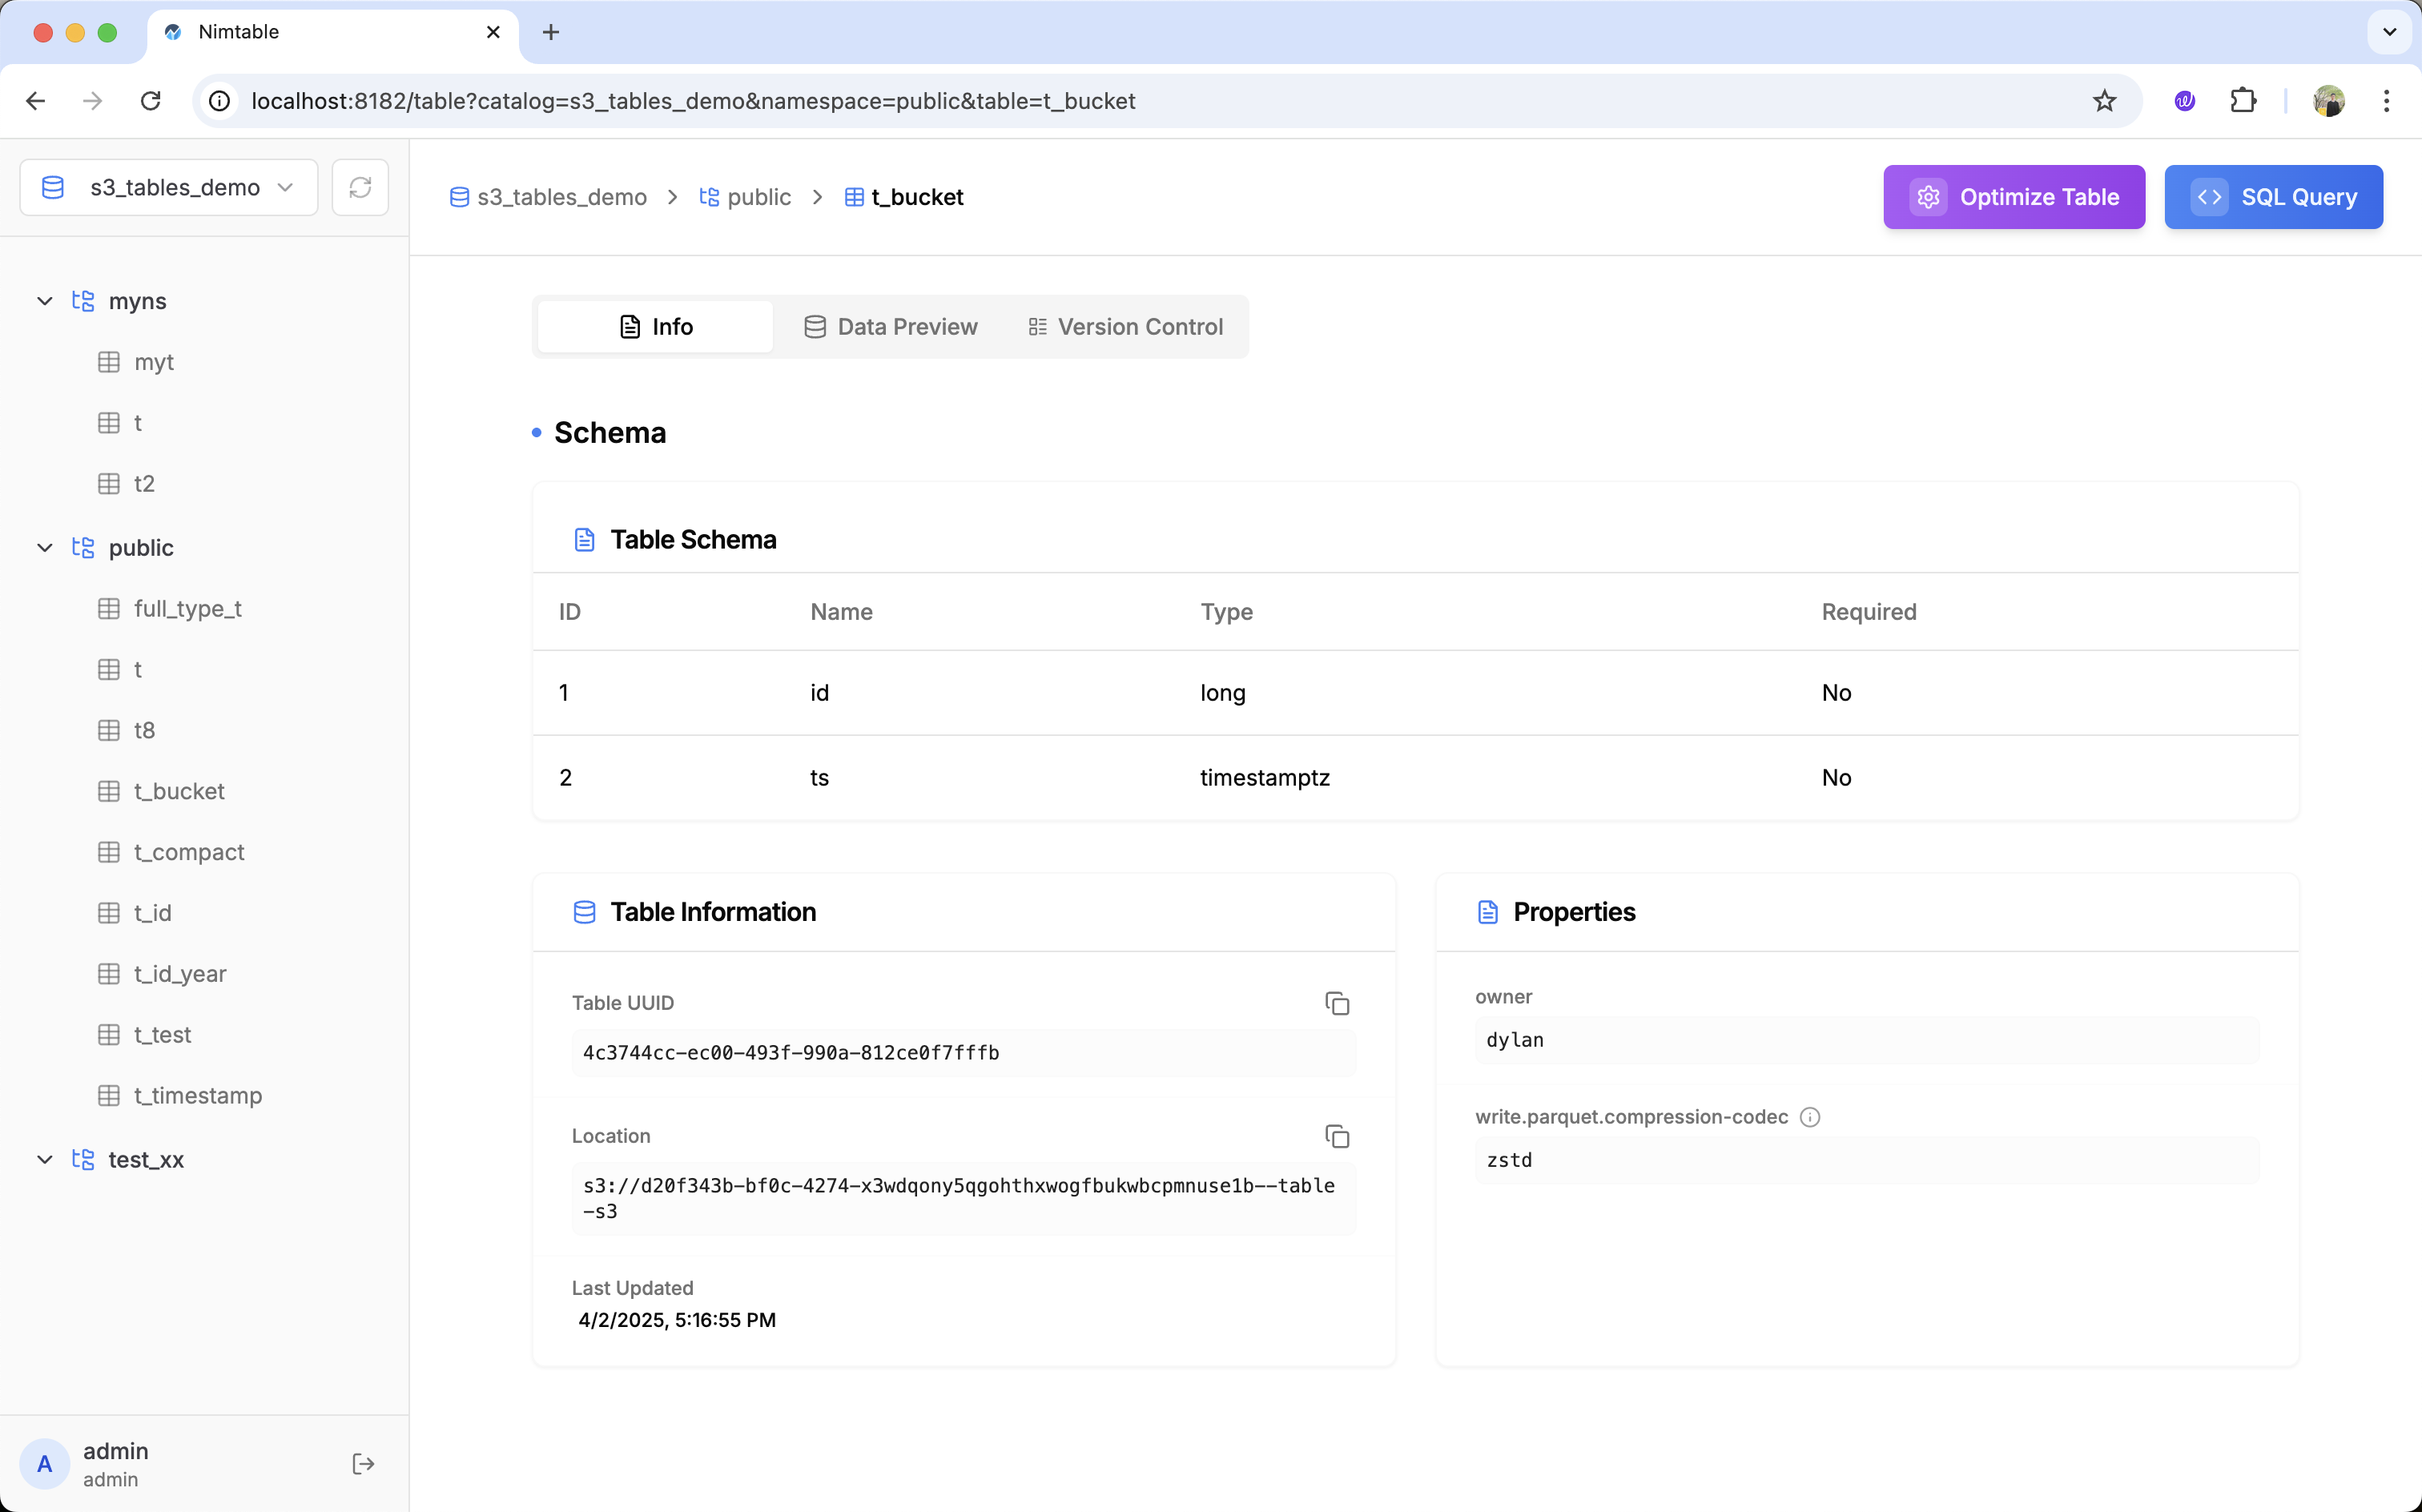 Nimtable
localhost:8182/table?catalog=s3_tables_demo&namespace=public&table=t_bucket
s3_tables_demo
s3_tables_demo > public > t_bucket
Optimize Table
SQL Query
myns
myt
t
t2
public
full_type_t
t
t8
t_bucket
t_compact
t_id
t_id_year
t_test
t_timestamp
test_xx
A
admin
admin
Info
Data Preview
Version Control
Schema
Table Schema
ID Name Type Required
1 id long No
2 ts timestamptz No
Table Information
Table UUID
4c3744cc-ec00-493f-990a-812ce0f7fffb
Location
s3://d20f343b-bf0c-4274-x3wdqony5qgohthxwogfbukwbcpmnuse1b--table
-s3
Last Updated
4/2/2025, 5:16:55 PM
Properties
owner
dylan
write.parquet.compression-codec
zstd